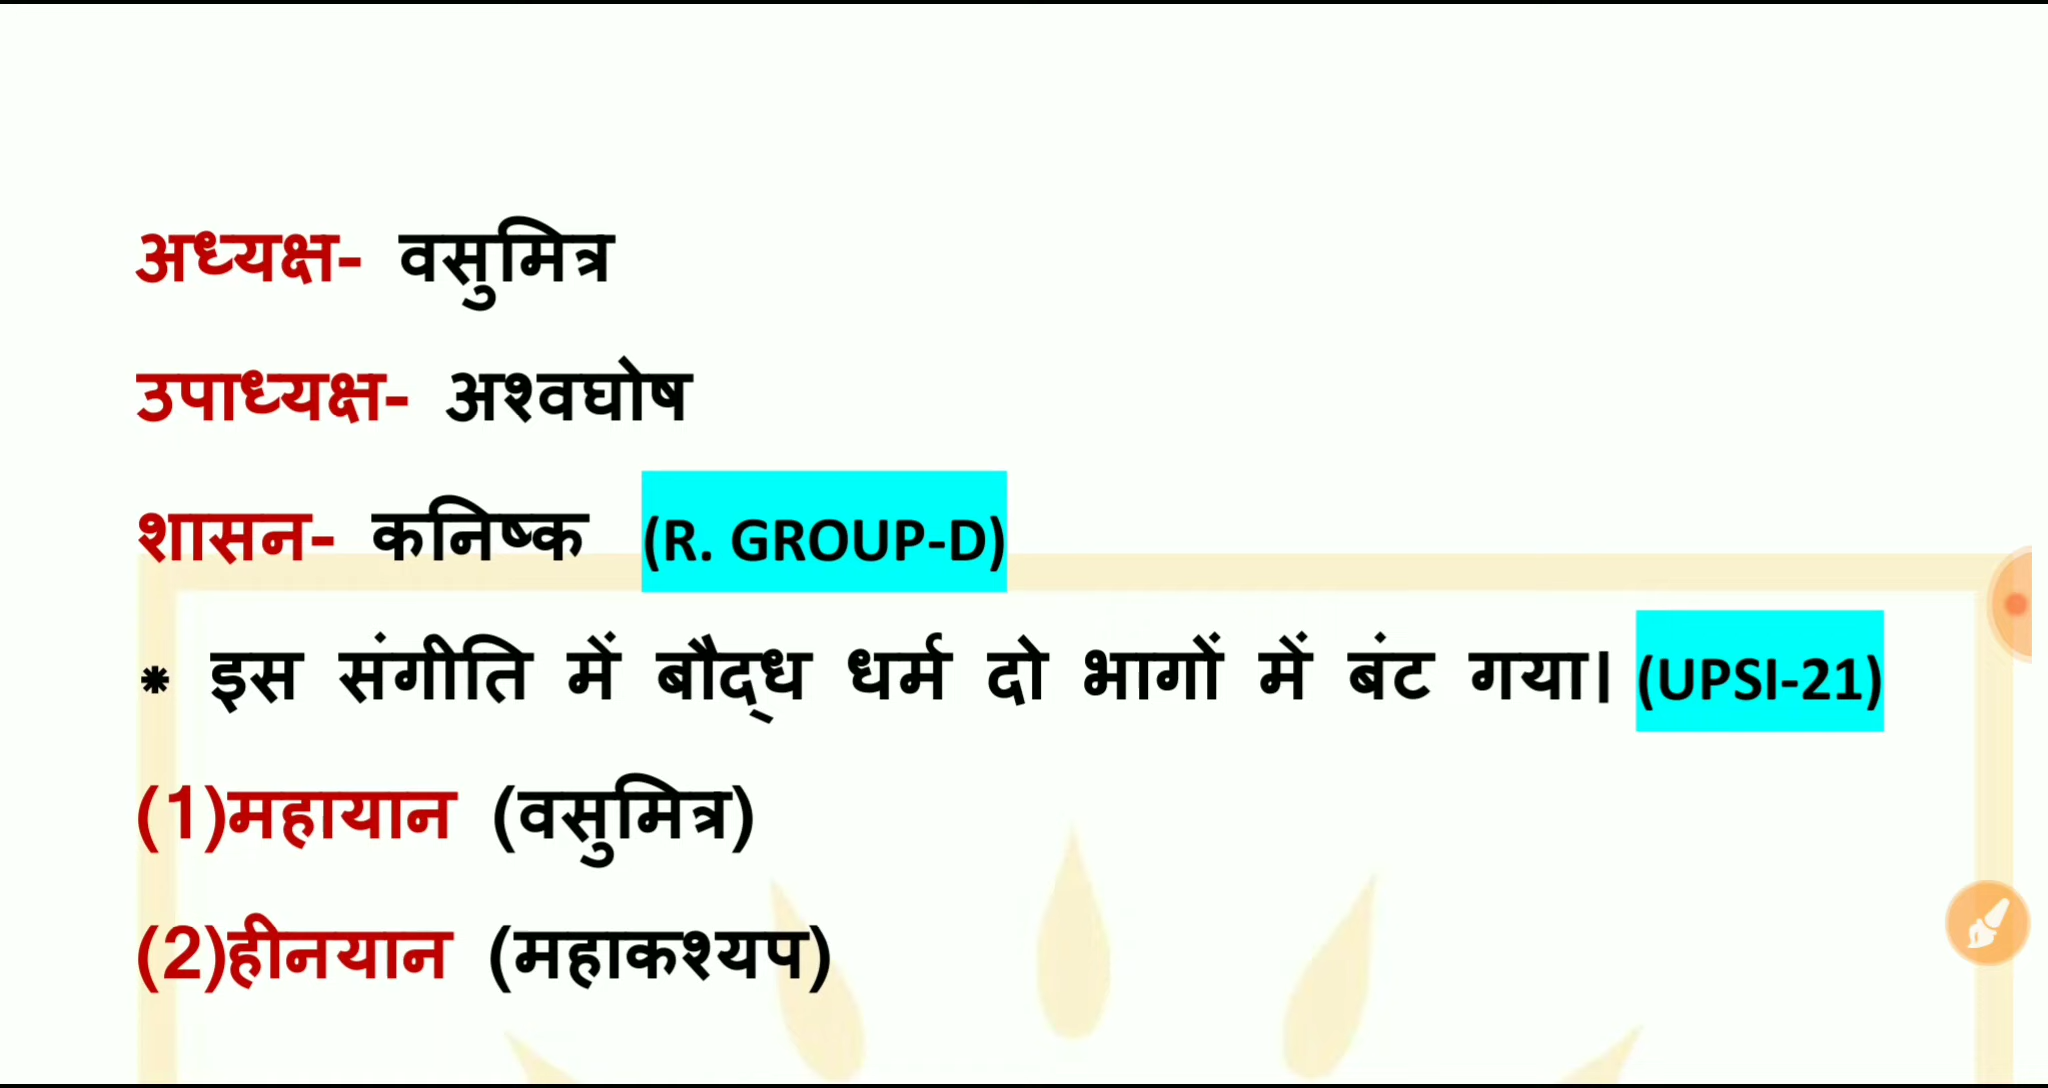 अध्यक्ष- वसुमित्र
उपाध्यक्ष- अश्वघोष
शासन- कनिष्क (R. GROUP-D)
* इस संगीति में बौद्ध धर्म दो भागों में बंट गया। (UPSI-21)
(1)महायान (वसुमित्र)
(2)हीनयान (महाकश्यप)